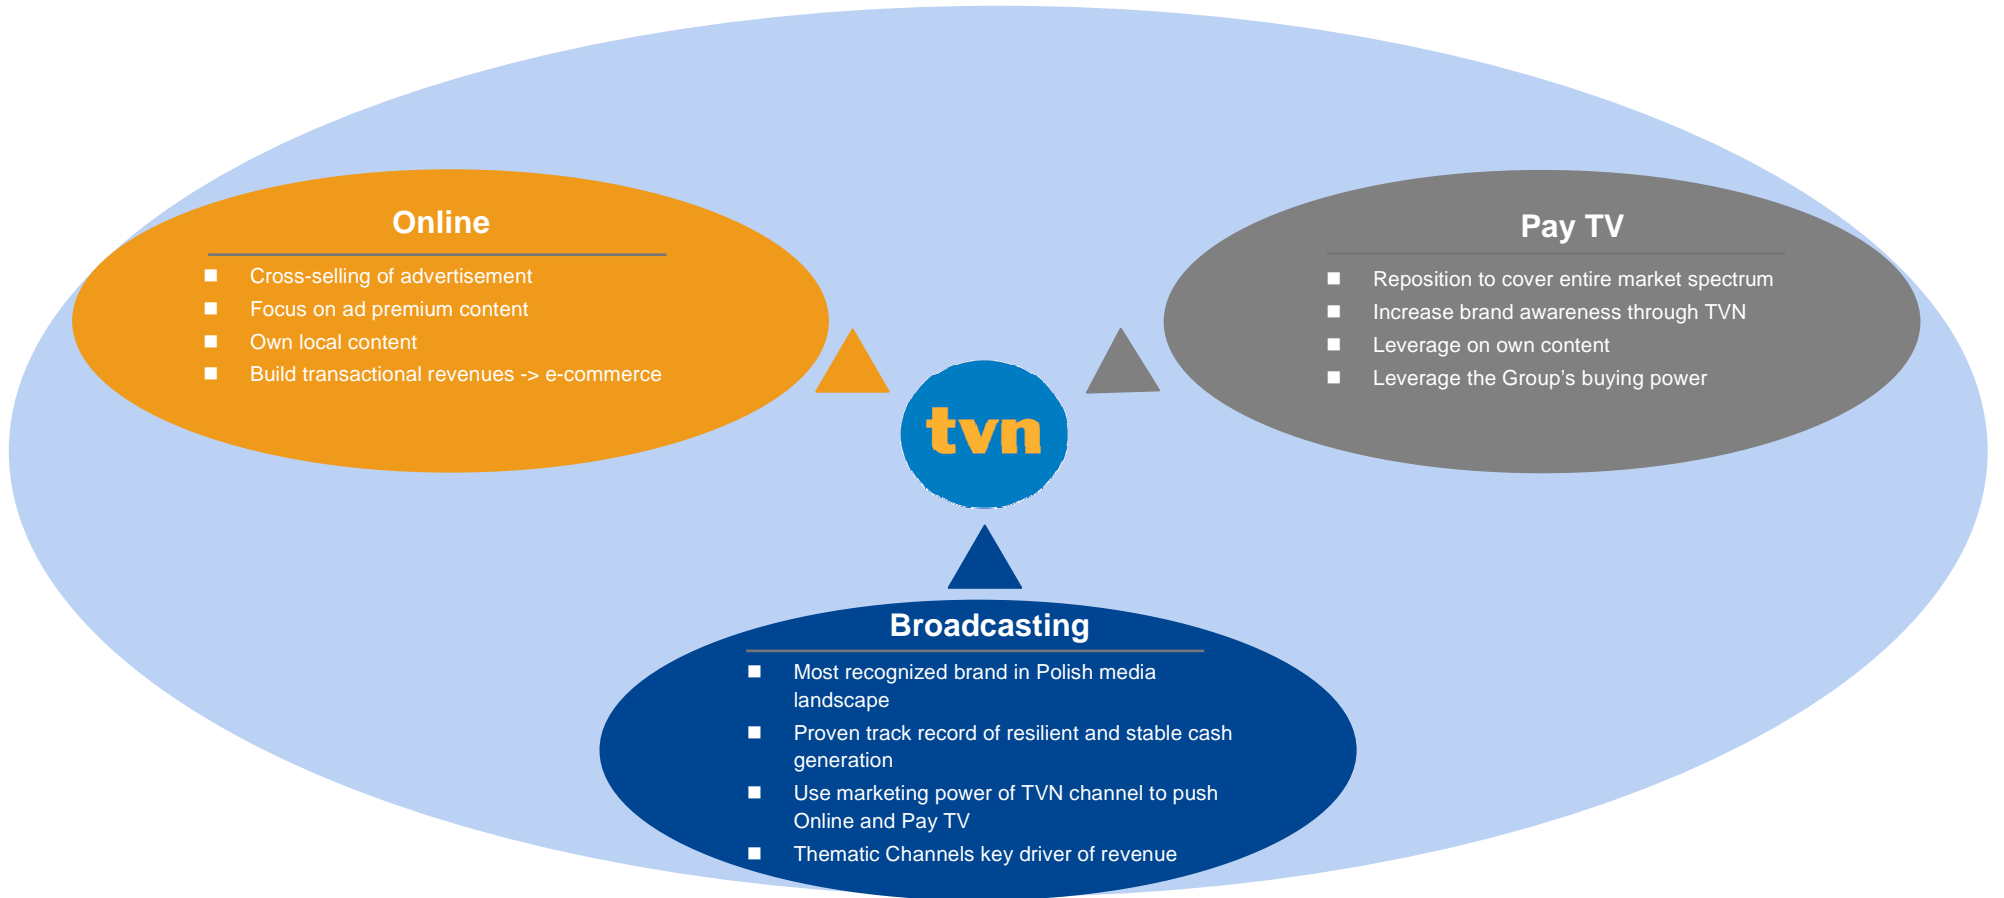 Online
■ Cross-selling of advertisement
■ Focus on ad premium content
■ Own local content
■ Build transactional revenues -> e-commerce
Pay TV
■ Reposition to cover entire market spectrum
■ Increase brand awareness through TVN
■ Leverage on own content
■ Leverage the Group’s buying power
tvn
Broadcasting
■ Most recognized brand in Polish media
landscape
■ Proven track record of resilient and stable cash
generation
■ Use marketing power of TVN channel to push
Online and Pay TV
■ Thematic Channels key driver of revenue